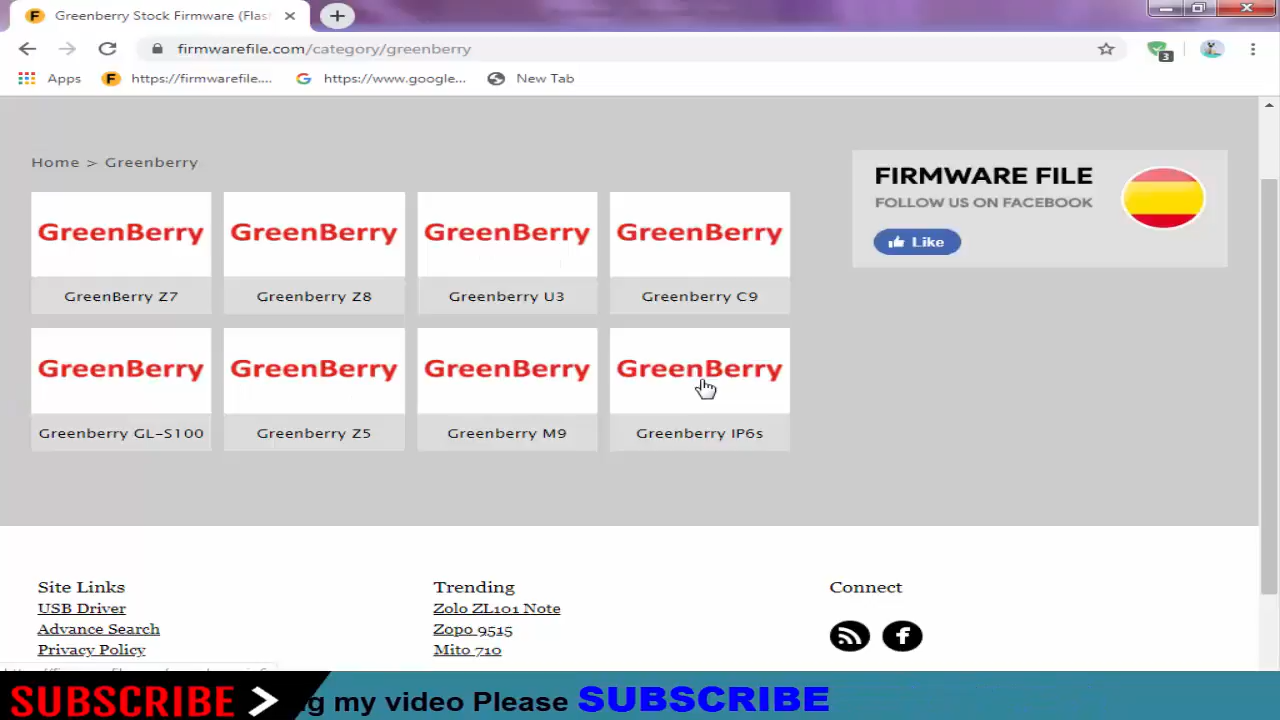 Greenberry Stock Firmware (Flas
firmwarefile.com/category/greenberry
3
Apps
https://firmwarefile....
https://www.google...
New Tab
Home > Greenberry
FIRMWARE FILE
FOLLOW US ON FACEBOOK
Like
GreenBerry GreenBerry GreenBerry GreenBerry
GreenBerry Z7 Greenberry Z8 Greenberry U3 Greenberry C9
GreenBerry GreenBerry GreenBerry GreenBerry
Greenberry GL-S100 Greenberry Z5 Greenberry M9 Greenberry IP6s
Site Links
USB Driver
Advance Search
Privacy Policy
Trending
Zolo ZL101 Note
Zopo 9515
Mito 710
Connect
SUBSCRIBE
g my video Please SUBSCRIBE